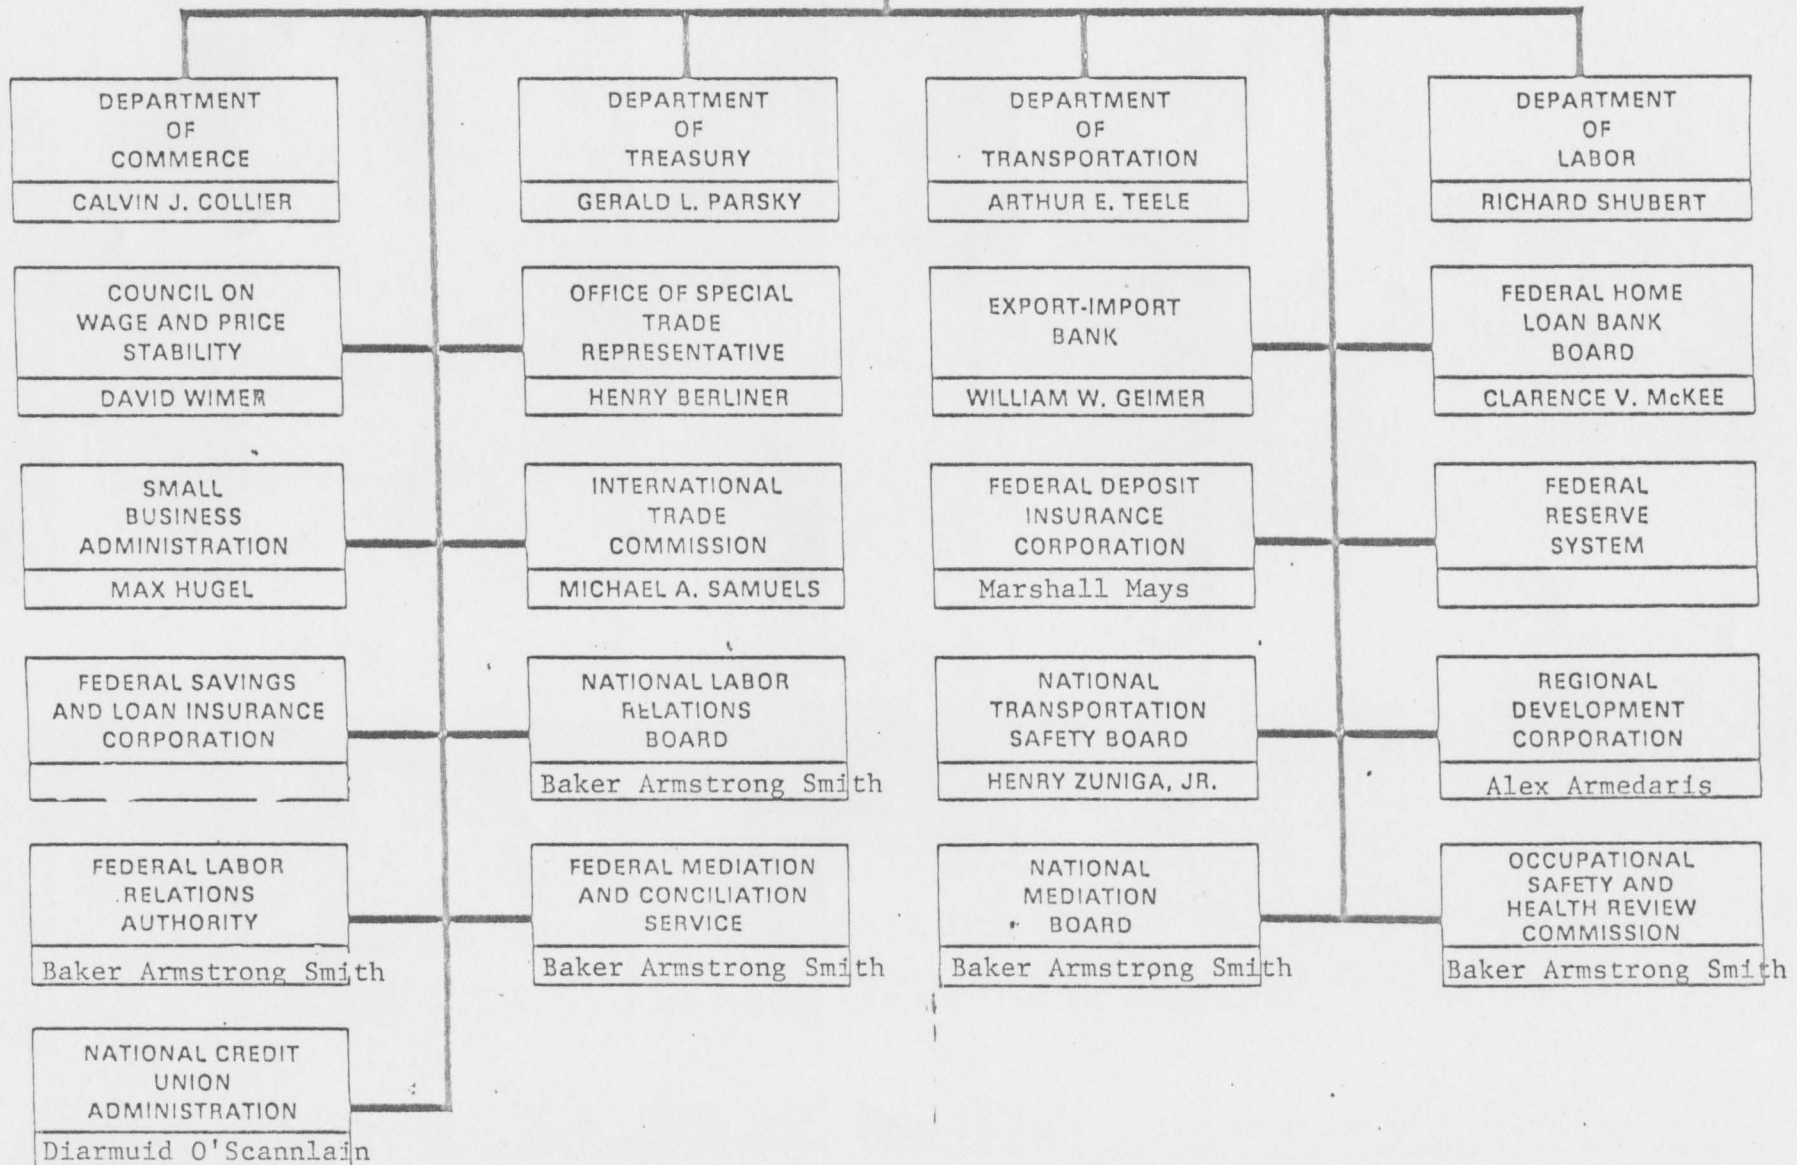 DEPARTMENT
OF
COMMERCE
CALVIN J. COLLIER
DEPARTMENT
OF
TREASURY
GERALD L. PARSKY
DEPARTMENT
OF
TRANSPORTATION
ARTHUR E. TEELE
DEPARTMENT
OF
LABOR
RICHARD SHUBERT
COUNCIL ON
WAGE AND PRICE
STABILITY
DAVID WIMER
OFFICE OF SPECIAL
TRADE
REPRESENTATIVE
HENRY BERLINER
EXPORT-IMPORT
BANK
WILLIAM W. GEIMER
FEDERAL HOME
LOAN BANK
BOARD
CLARENCE V. McKEE
SMALL
BUSINESS
ADMINISTRATION
MAX HUGEL
INTERNATIONAL
TRADE
COMMISSION
MICHAEL A. SAMUELS
FEDERAL DEPOSIT
INSURANCE
CORPORATION
Marshall Mays
FEDERAL
RESERVE
SYSTEM
FEDERAL SAVINGS
AND LOAN INSURANCE
CORPORATION
NATIONAL LABOR
RELATIONS
BOARD
Baker Armstrong Smith
NATIONAL
TRANSPORTATION
SAFETY BOARD
HENRY ZUNIGA, JR.
REGIONAL
DEVELOPMENT
CORPORATION
Alex Armedaris
FEDERAL LABOR
RELATIONS
AUTHORITY
Baker Armstrong Smith
FEDERAL MEDIATION
AND CONCILIATION
SERVICE
Baker Armstrong Smith
NATIONAL
MEDIATION
BOARD
Baker Armstrong Smith
OCCUPATIONAL
SAFETY AND
HEALTH REVIEW
COMMISSION
Baker Armstrong Smith
NATIONAL CREDIT
UNION
ADMINISTRATION
Diarmuid O'Scannlain